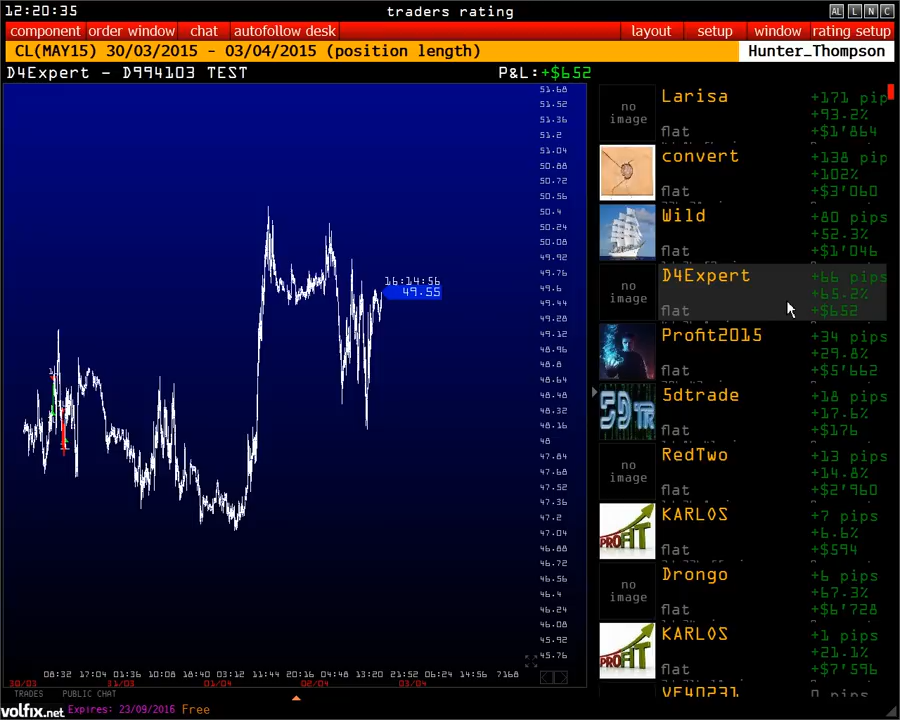 12:20:35 traders rating AL L N C
component order window chat autofollow desk layout setup window rating setup
CL(MAY15) 30/03/2015 - 03/04/2015 (position length) Hunter_Thompson
D4Expert - D994103 TEST P&L:+$652
51.68
51.52
51.36
51.2
51.04
50.88
50.72
50.56
50.4
50.24
50.08
49.92
49.76
49.6
49.44
49.28
49.12
48.96
48.8
48.64
48.48
48.32
48.16
48
47.84
47.68
47.52
47.36
47.2
47.04
46.88
46.72
46.56
46.4
46.24
46.08
45.92
45.76
16:14:56
49.55
no image
Larisa +171 pip
+93.2%
flat +$1'864
convert +138 pip
+102%
flat +$3'060
Wild +80 pips
+52.3%
flat +$1'046
no image
D4Expert +66 pips
+65.2%
flat +$652
Profit2015 +34 pips
+29.8%
flat +$5'662
5dtrade +18 pips
+17.6%
flat +$176
no image
RedTwo +13 pips
+14.8%
flat +$2'960
PROFIT
KARLOS +7 pips
+6.6%
flat +$594
no image
Drongo +6 pips
+67.3%
flat +$6'728
PROFIT
KARLOS +1 pips
+21.1%
flat +$7'596
VF40231 0 pips
08:32 17:04 01:36 10:08 18:40 03:12 11:44 20:16 04:48 13:20 21:52 06:24 14:56 7168
30/03 31/03 01/04 02/04 03/04
TRADES PUBLIC CHAT
volfix.net Expires: 23/09/2016 Free